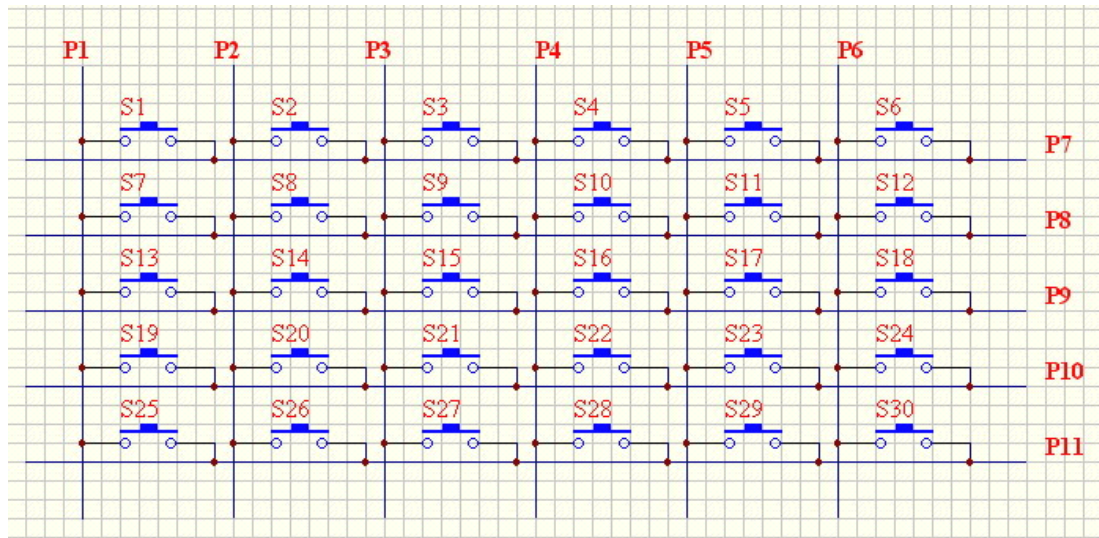 P1 P2 P3 P4 P5 P6
S1 S2 S3 S4 S5 S6
P7
S7 S8 S9 S10 S11 S12
P8
S13 S14 S15 S16 S17 S18
P9
S19 S20 S21 S22 S23 S24
P10
S25 S26 S27 S28 S29 S30
P11